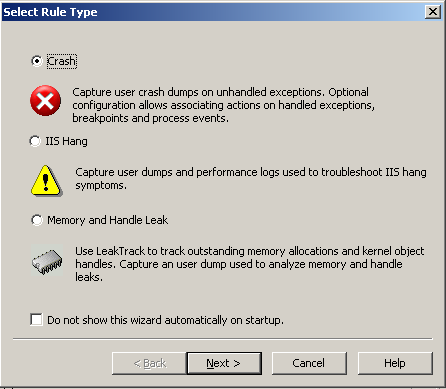 Select Rule Type
Crash
Capture user crash dumps on unhandled exceptions. Optional
configuration allows associating actions on handled exceptions,
breakpoints and process events.
IIS Hang
Capture user dumps and performance logs used to troubleshoot IIS hang
symptoms.
Memory and Handle Leak
Use LeakTrack to track outstanding memory allocations and kernel object
handles. Capture an user dump used to analyze memory and handle
leaks.
Do not show this wizard automatically on startup.
< Back Next > Cancel Help